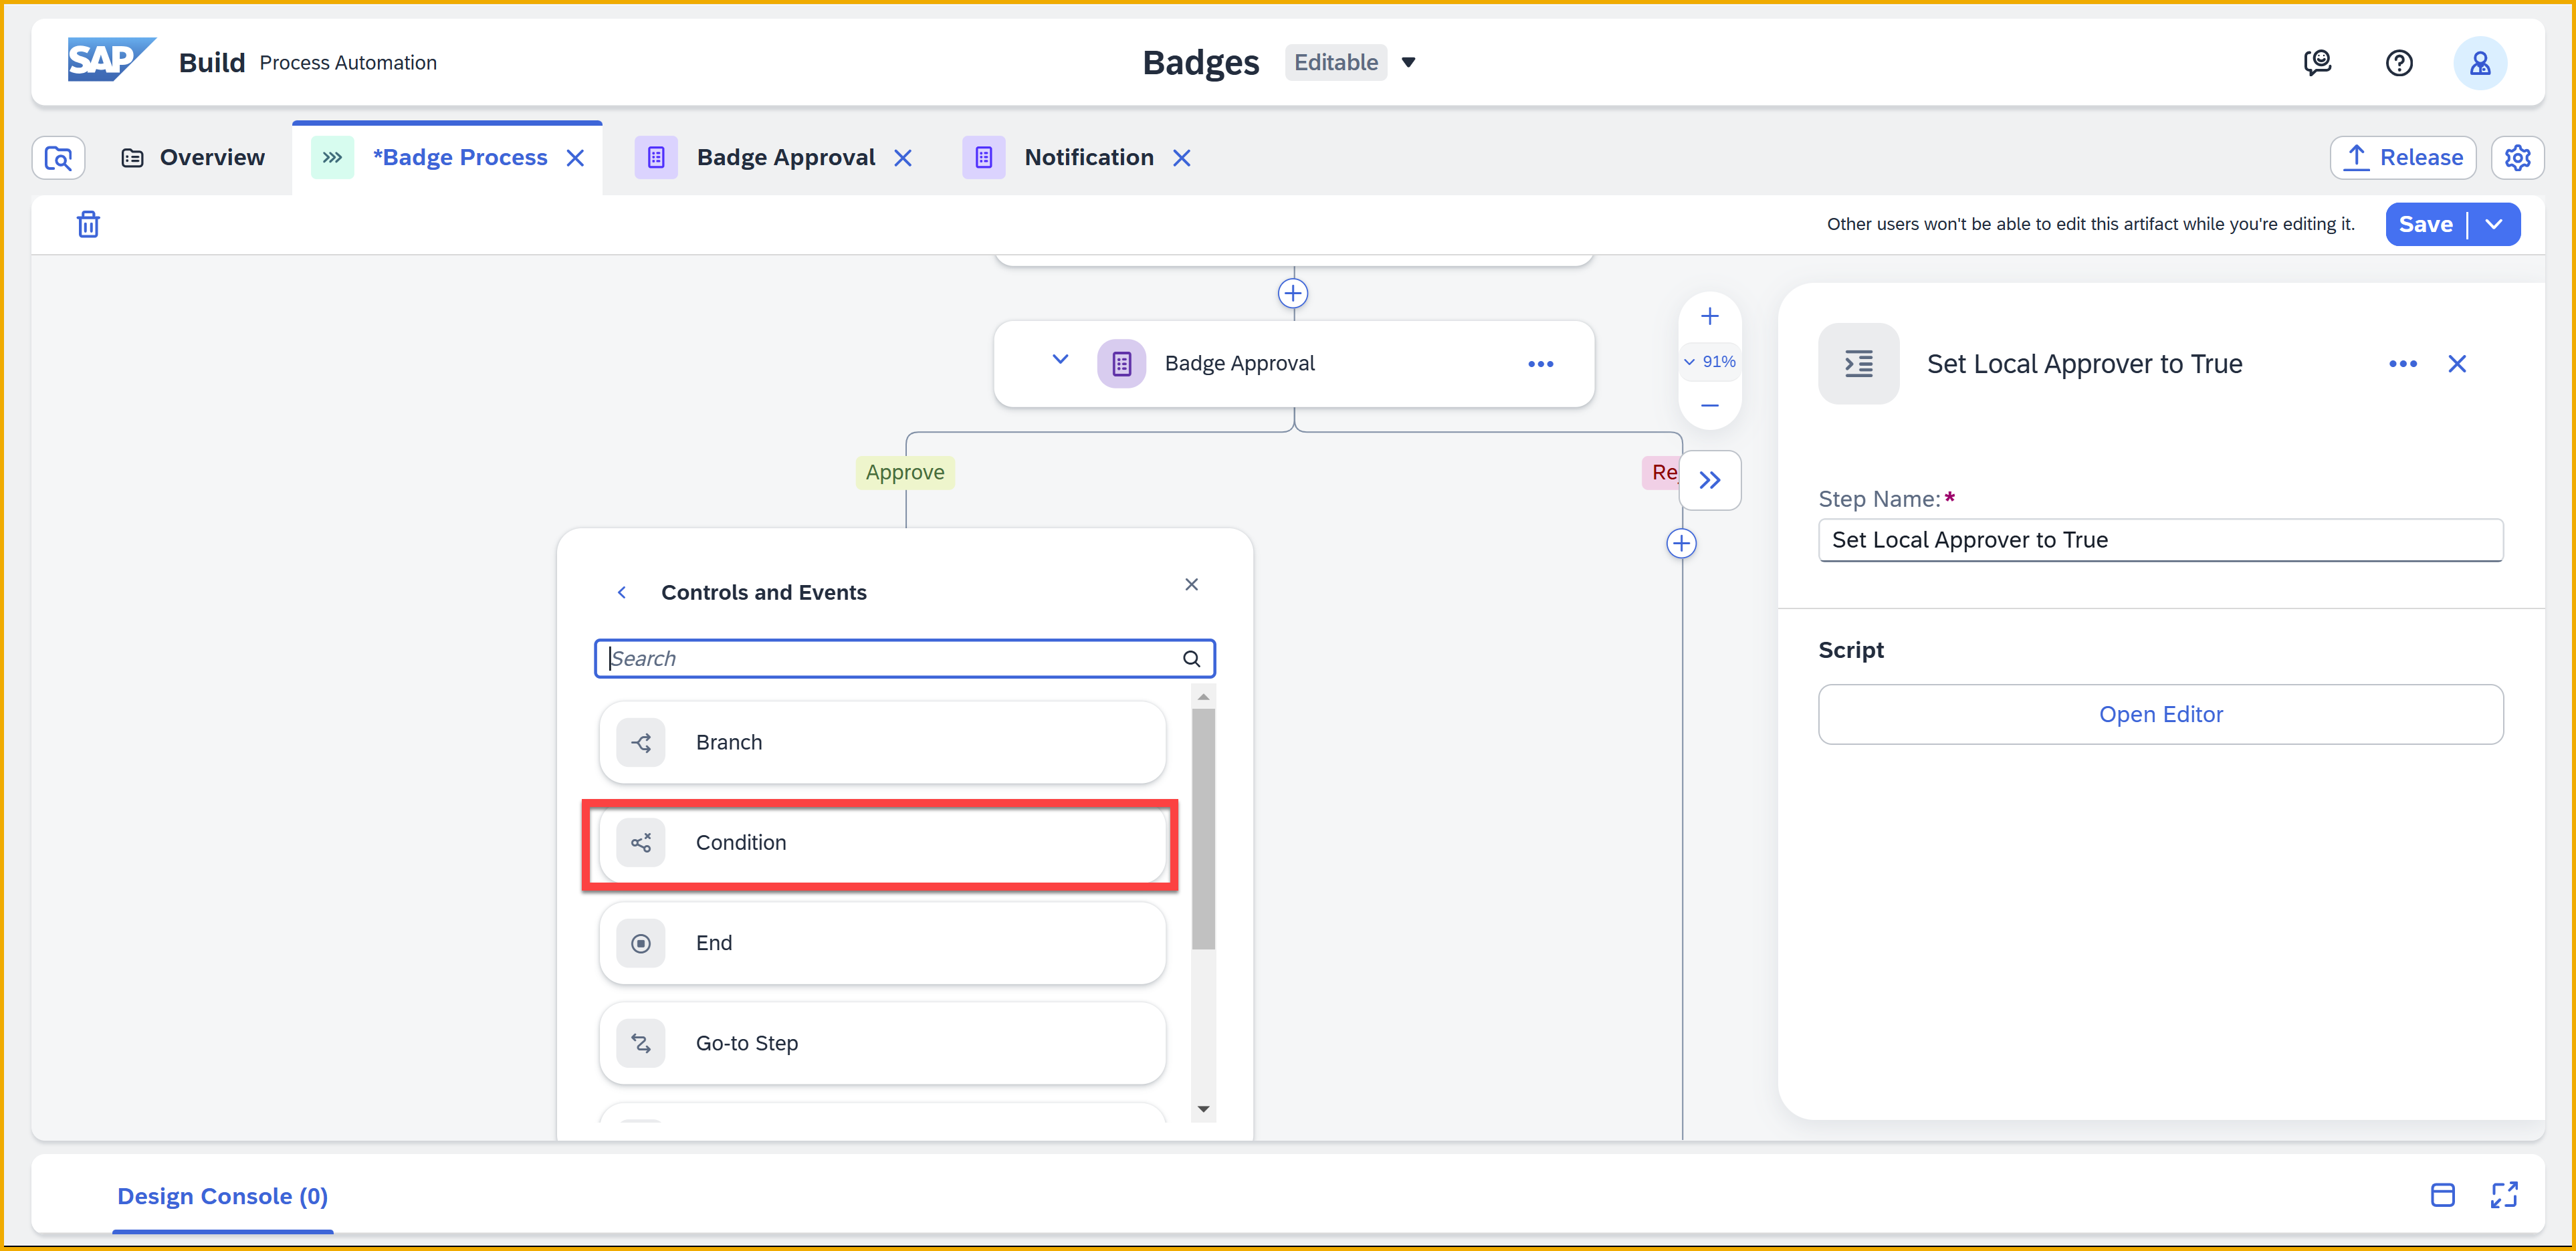 SAP Build Process Automation
Badges Editable
Overview
*Badge Process
Badge Approval
Notification
Release
Other users won't be able to edit this artifact while you're editing it.
Save
Badge Approval
91%
Set Local Approver to True
Approve
Re
Step Name:*
Set Local Approver to True
Controls and Events
Search
Script
Open Editor
Branch
Condition
End
Go-to Step
Design Console (0)